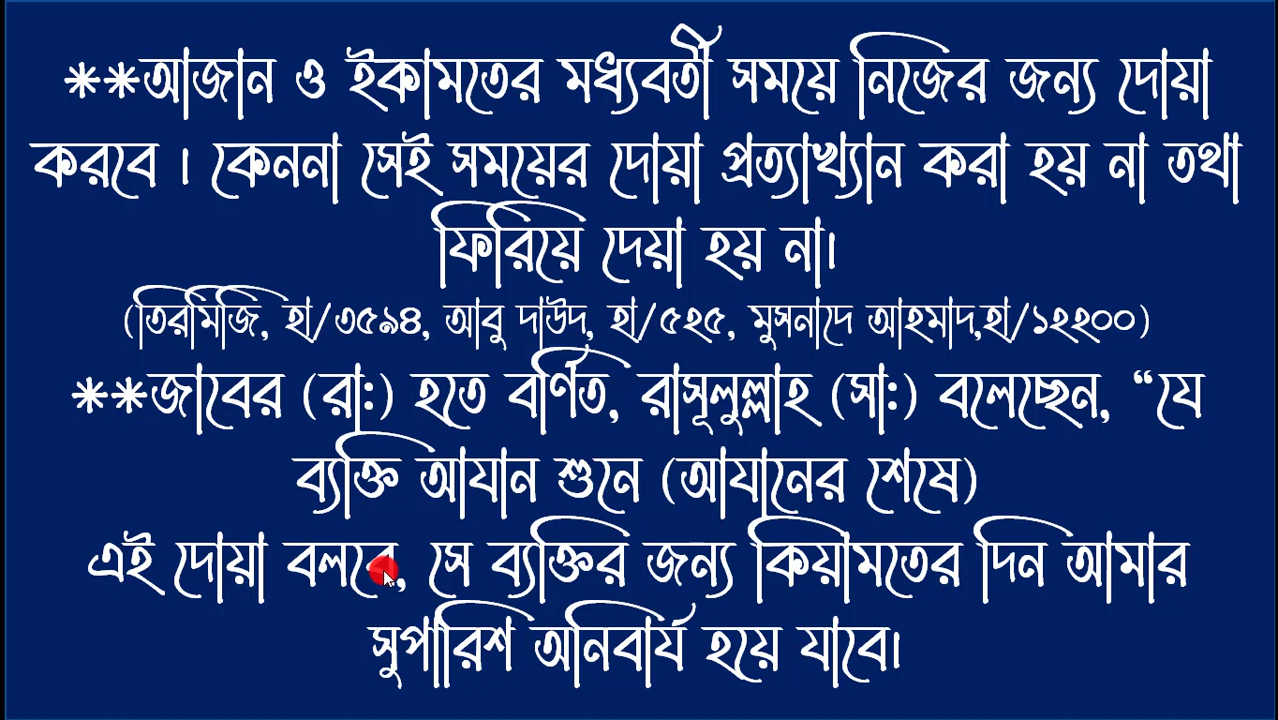 **আজান ও ইকামতের মধ্যবর্তী সময়ে নিজের জন্য দোয়া
করবে। কেননা সেই সময়ের দোয়া প্রত্যাখ্যান করা হয় না তথা
ফিরিয়ে দেয়া হয় না।
(তিরমিজি, হা/৩৫৯৪, আবু দাউদ, হা/৫২৫, মুসনাদে আহমাদ,হা/১২২০০)
**জাবের (রা:) হতে বর্ণিত, রাসূলুল্লাহ (সা:) বলেচ্ছেন, “যে
ব্যক্তি আযান শুনে (আযানের শেষে)
এই দোয়া বলবে, সে ব্যক্তির জন্য কিয়ামতের দিন আমার
সুপারিশ অনিবার্য হয়ে যাবে।